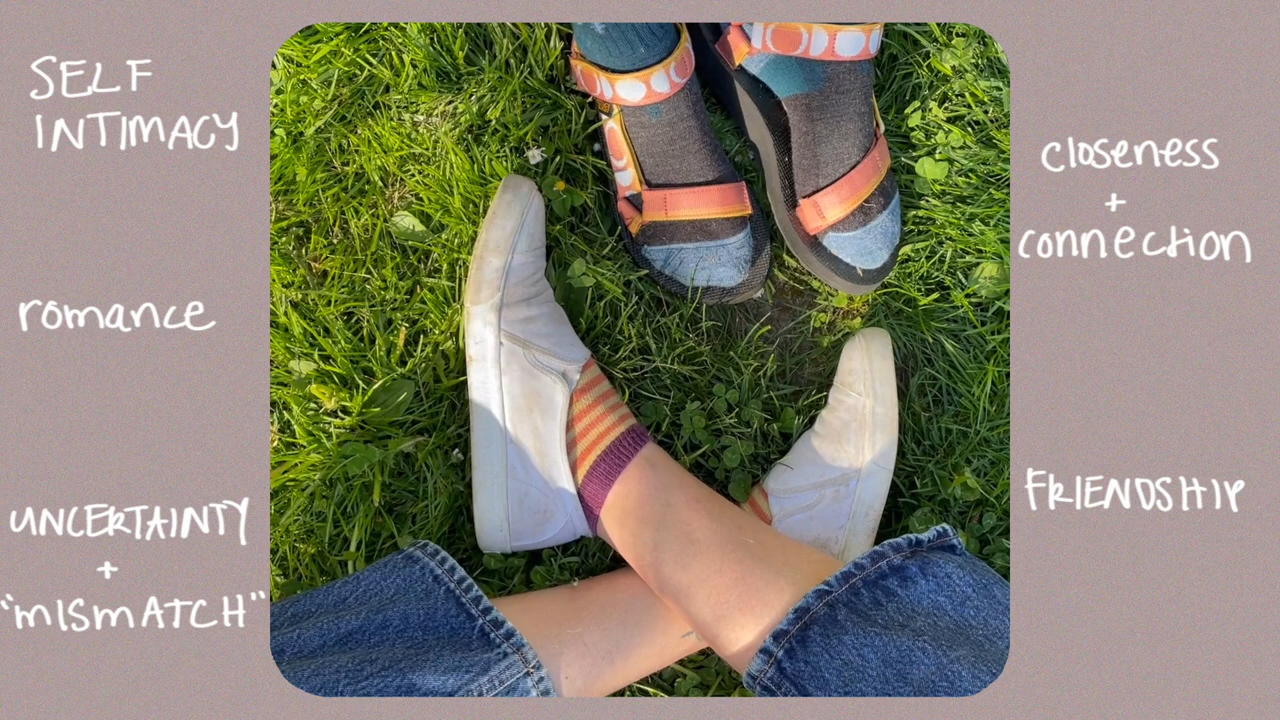 SELF
INTIMACY
romance
UNCERTAINTY
+
"mISmATCH"
closeness
+
connection
FRIENDSHIP